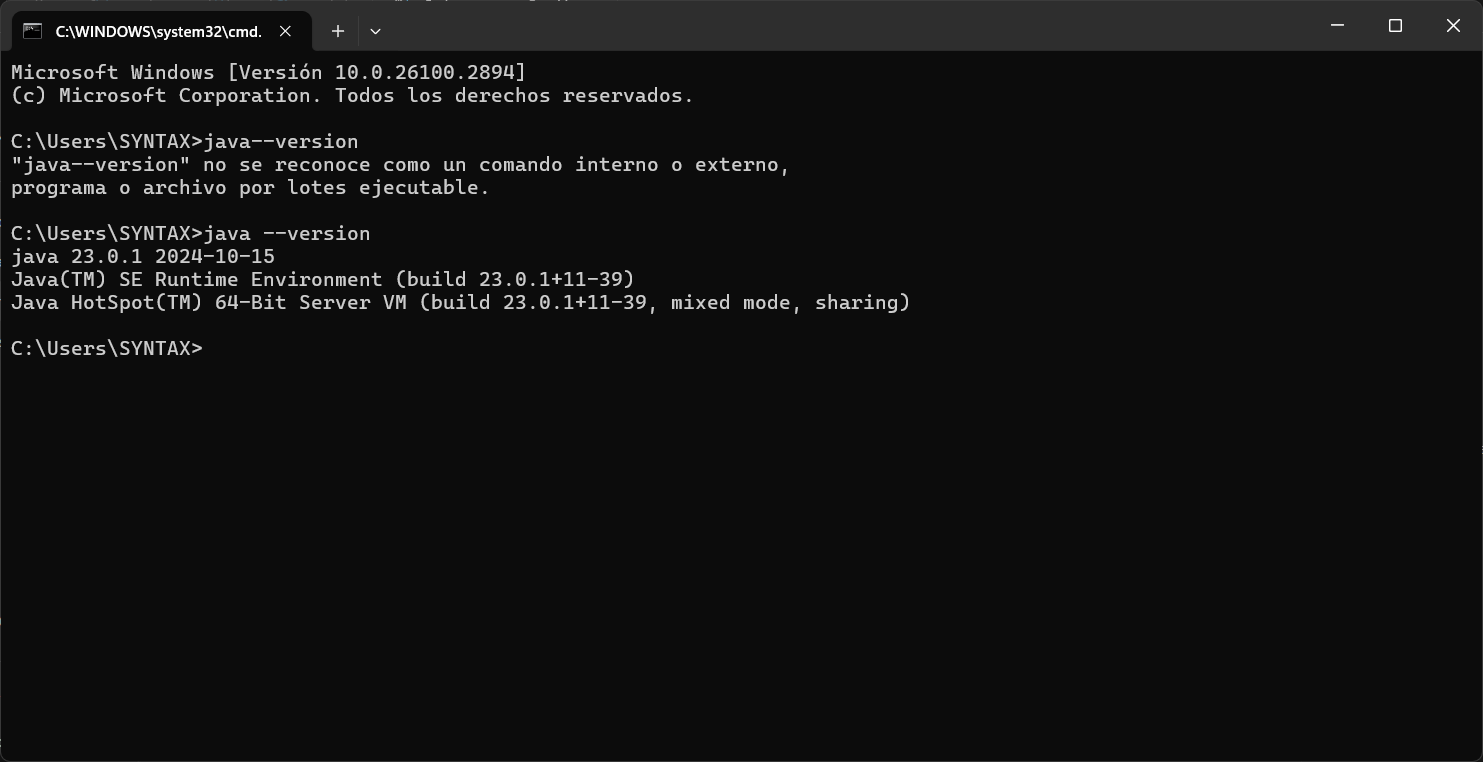 C:\WINDOWS\system32\cmd.
Microsoft Windows [Versión 10.0.26100.2894]
(c) Microsoft Corporation. Todos los derechos reservados.
C:\Users\SYNTAX>java--version
"java--version" no se reconoce como un comando interno o externo,
programa o archivo por lotes ejecutable.
C:\Users\SYNTAX>java --version
java 23.0.1 2024-10-15
Java(TM) SE Runtime Environment (build 23.0.1+11-39)
Java HotSpot(TM) 64-Bit Server VM (build 23.0.1+11-39, mixed mode, sharing)
C:\Users\SYNTAX>